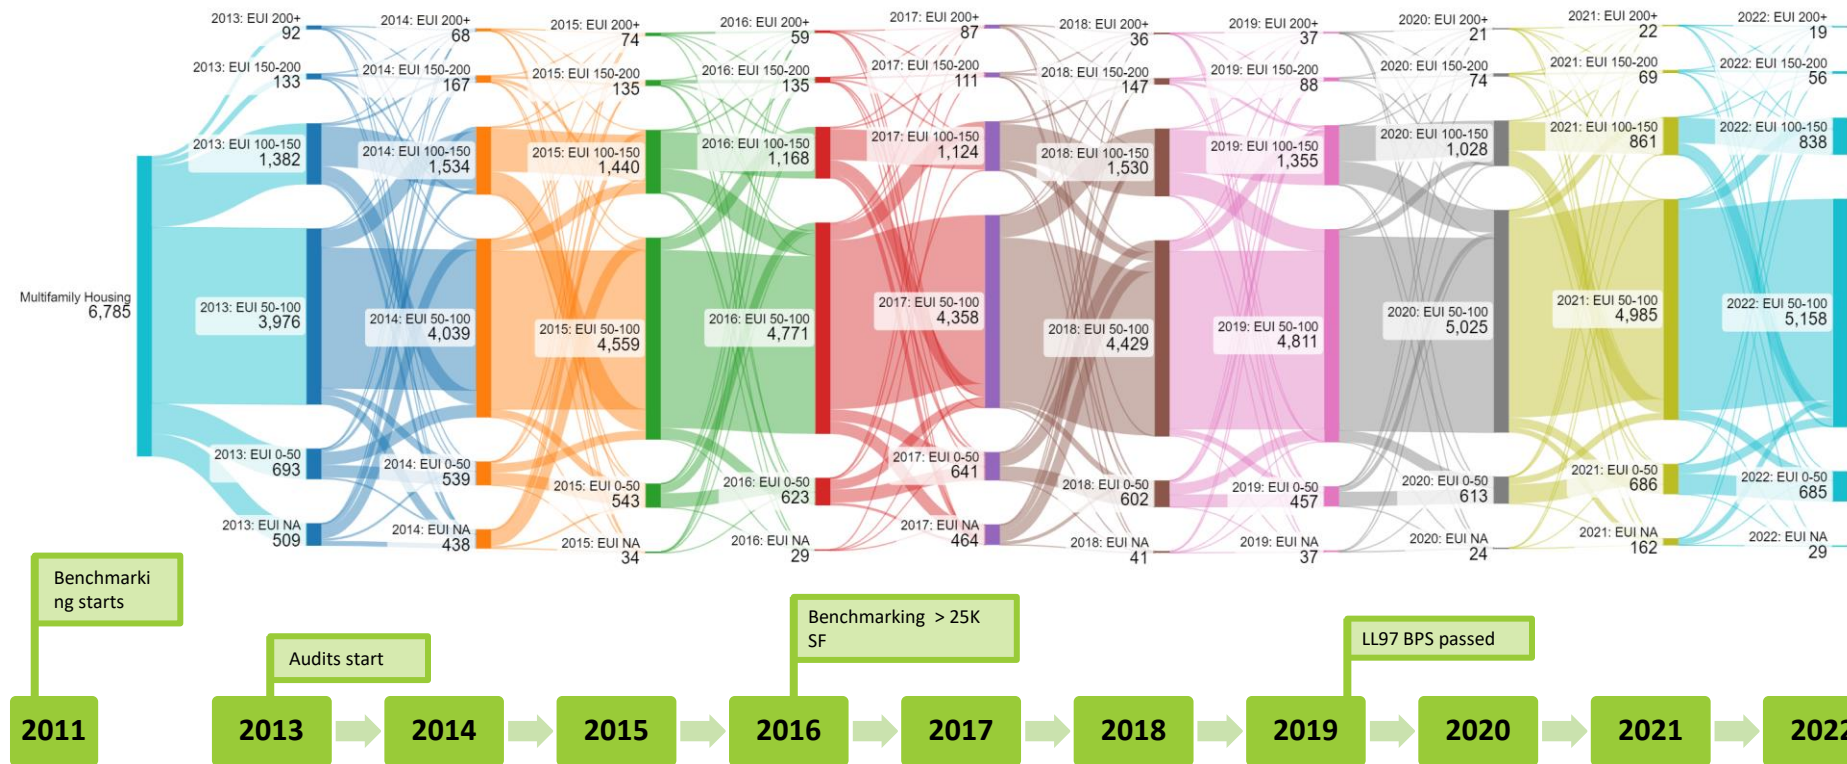 Multifamily Housing
6,785
2013: EUI 200+
92
2013: EUI 150-200
133
2013: EUI 100-150
1,382
2013: EUI 50-100
3,976
2013: EUI 0-50
693
2013: EUI NA
509
2014: EUI 200+
68
2014: EUI 150-200
167
2014: EUI 100-150
1,534
2014: EUI 50-100
4,039
2014: EUI 0-50
539
2014: EUI NA
438
2015: EUI 200+
74
2015: EUI 150-200
135
2015: EUI 100-150
1,440
2015: EUI 50-100
4,559
2015: EUI 0-50
543
2015: EUI NA
34
2016: EUI 200+
59
2016: EUI 150-200
135
2016: EUI 100-150
1,168
2016: EUI 50-100
4,771
2016: EUI 0-50
623
2016: EUI NA
29
2017: EUI 200+
87
2017: EUI 150-200
111
2017: EUI 100-150
1,124
2017: EUI 50-100
4,358
2017: EUI 0-50
641
2017: EUI NA
464
2018: EUI 200+
36
2018: EUI 150-200
147
2018: EUI 100-150
1,530
2018: EUI 50-100
4,429
2018: EUI 0-50
602
2018: EUI NA
41
2019: EUI 200+
37
2019: EUI 150-200
88
2019: EUI 100-150
1,355
2019: EUI 50-100
4,811
2019: EUI 0-50
457
2019: EUI NA
37
2020: EUI 200+
21
2020: EUI 150-200
74
2020: EUI 100-150
1,028
2020: EUI 50-100
5,025
2020: EUI 0-50
613
2020: EUI NA
24
2021: EUI 200+
22
2021: EUI 150-200
69
2021: EUI 100-150
861
2021: EUI 50-100
4,985
2021: EUI 0-50
686
2021: EUI NA
162
2022: EUI 200+
19
2022: EUI 150-200
56
2022: EUI 100-150
838
2022: EUI 50-100
5,158
2022: EUI 0-50
685
2022: EUI NA
29
Benchmarki
ng starts
Audits start
Benchmarking > 25K
SF
LL97 BPS passed
2011
2013
2014
2015
2016
2017
2018
2019
2020
2021
2022